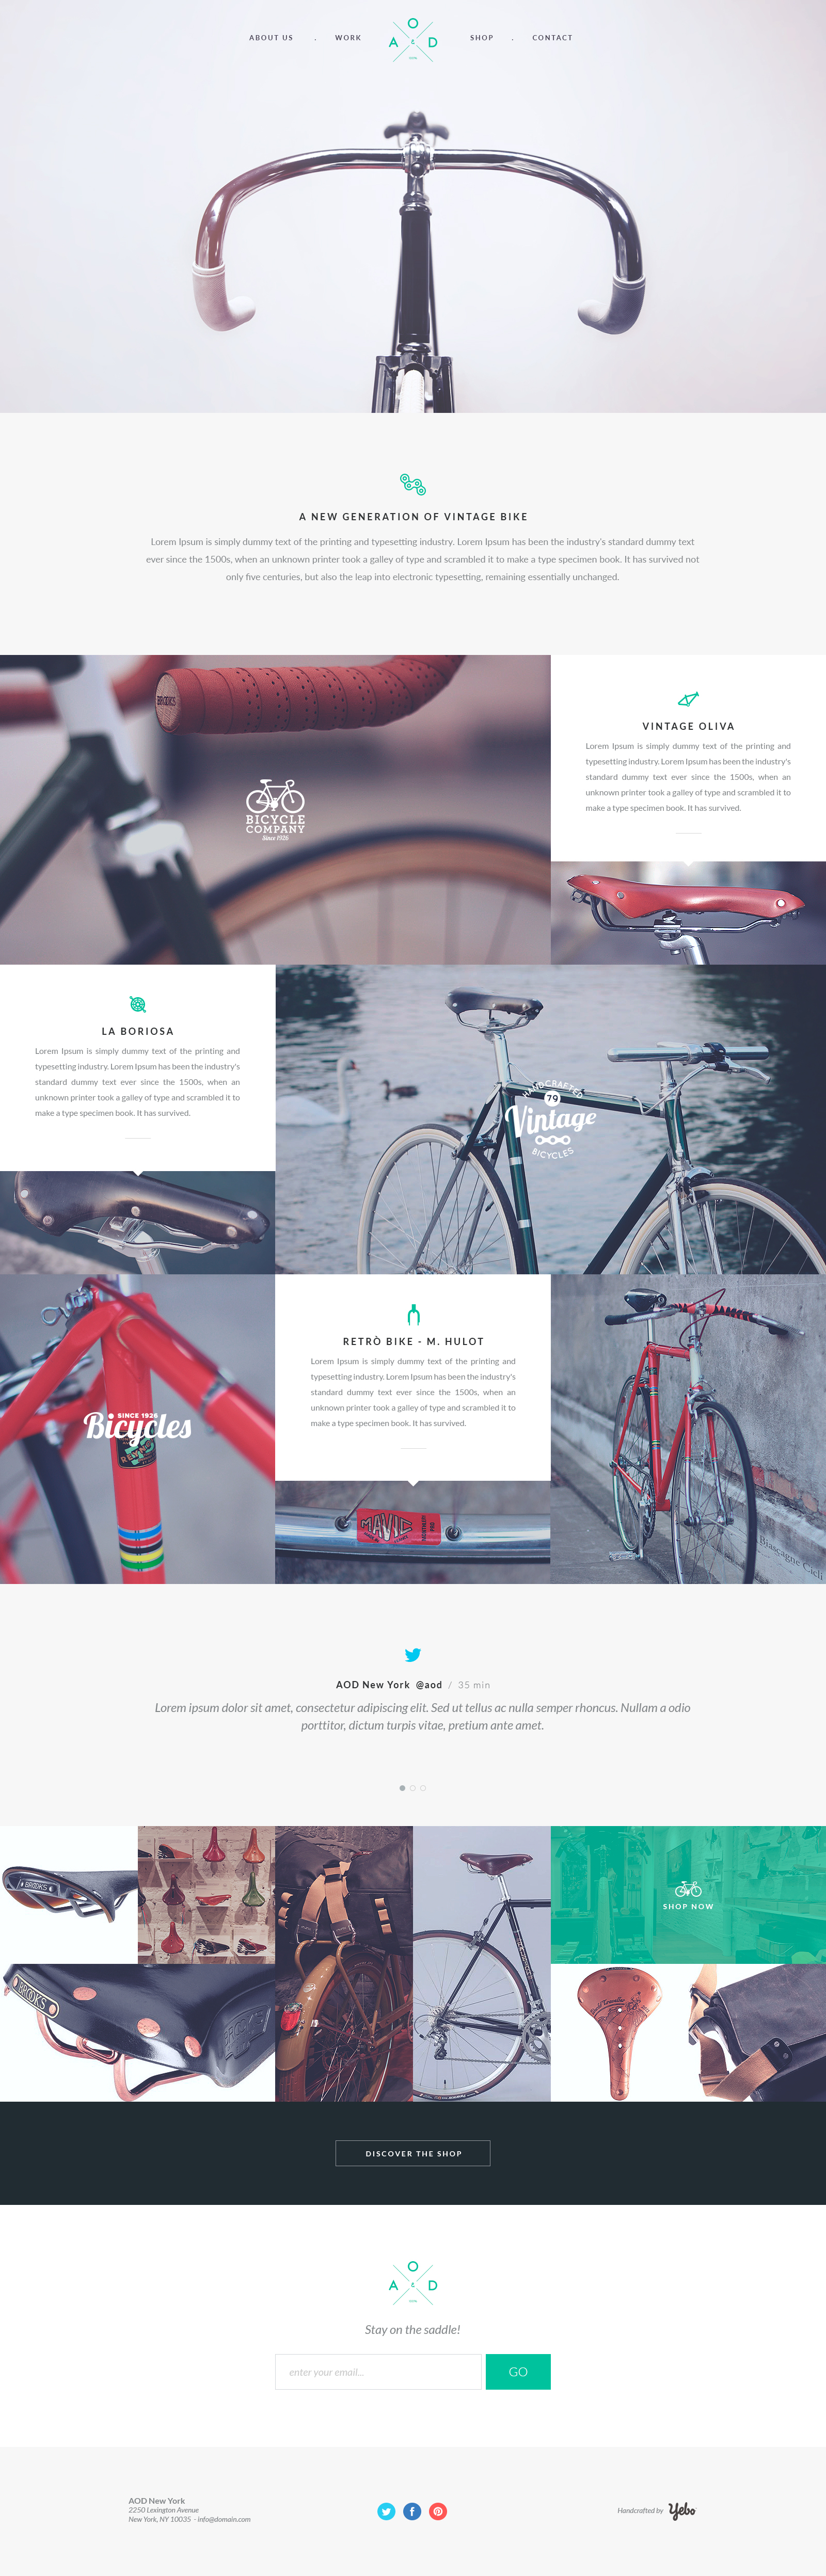 ABOUT US . WORK
O
A & D
SHOP . CONTACT
A NEW GENERATION OF VINTAGE BIKE
Lorem Ipsum is simply dummy text of the printing and typesetting industry. Lorem Ipsum has been the industry's standard dummy text
ever since the 1500s, when an unknown printer took a galley of type and scrambled it to make a type specimen book. It has survived not
only five centuries, but also the leap into electronic typesetting, remaining essentially unchanged.
BROOKS
BICYCLE
COMPANY
Since 1926
VINTAGE OLIVA
Lorem Ipsum is simply dummy text of the printing and
typesetting industry. Lorem Ipsum has been the industry's
standard dummy text ever since the 1500s, when an
unknown printer took a galley of type and scrambled it to
make a type specimen book. It has survived.
LA BORIOSA
Lorem Ipsum is simply dummy text of the printing and
typesetting industry. Lorem Ipsum has been the industry's
standard dummy text ever since the 1500s, when an
unknown printer took a galley of type and scrambled it to
make a type specimen book. It has survived.
HANDCRAFTED
79
Vintage
BICYCLES
SINCE 1926
Bicycles
RETRÒ BIKE - M. HULOT
Lorem Ipsum is simply dummy text of the printing and
typesetting industry. Lorem Ipsum has been the industry's
standard dummy text ever since the 1500s, when an
unknown printer took a galley of type and scrambled it to
make a type specimen book. It has survived.
MAVIC
Biascagne Cicli
AOD New York @aod / 35 min
Lorem ipsum dolor sit amet, consectetur adipiscing elit. Sed ut tellus ac nulla semper rhoncus. Nullam a odio
porttitor, dictum turpis vitae, pretium ante amet.
BROOKS
SHOP NOW
BROOKS
DISCOVER THE SHOP
O
A & D
Stay on the saddle!
enter your email...
GO
AOD New York
2250 Lexington Avenue
New York, NY 10035 - info@domain.com
Handcrafted by Yebo